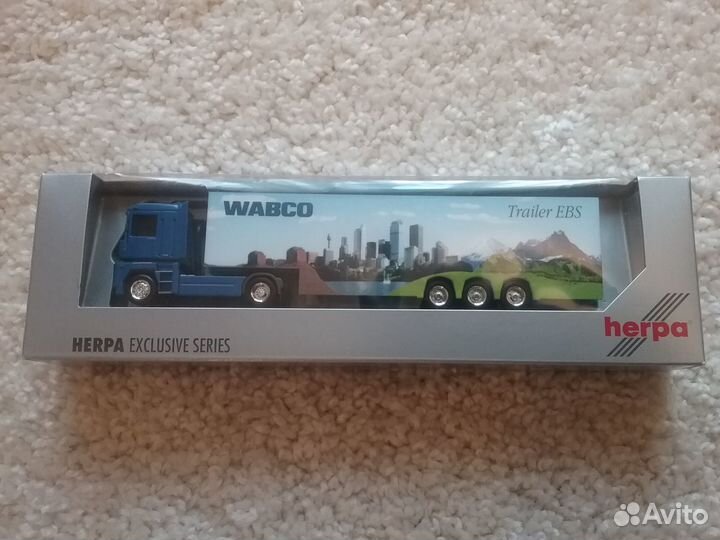 WABCO
Trailer EBS
HERPA EXCLUSIVE SERIES
herpa
Avito